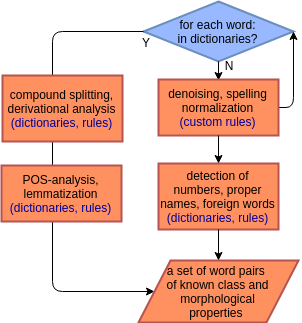 for each word:
in dictionaries?
Y
N
compound splitting,
derivational analysis
(dictionaries, rules)
denoising, spelling
normalization
(custom rules)
POS-analysis,
lemmatization
(dictionaries, rules)
detection of
numbers, proper
names, foreign words
(dictionaries, rules)
a set of word pairs
of known class and
morphological
properties